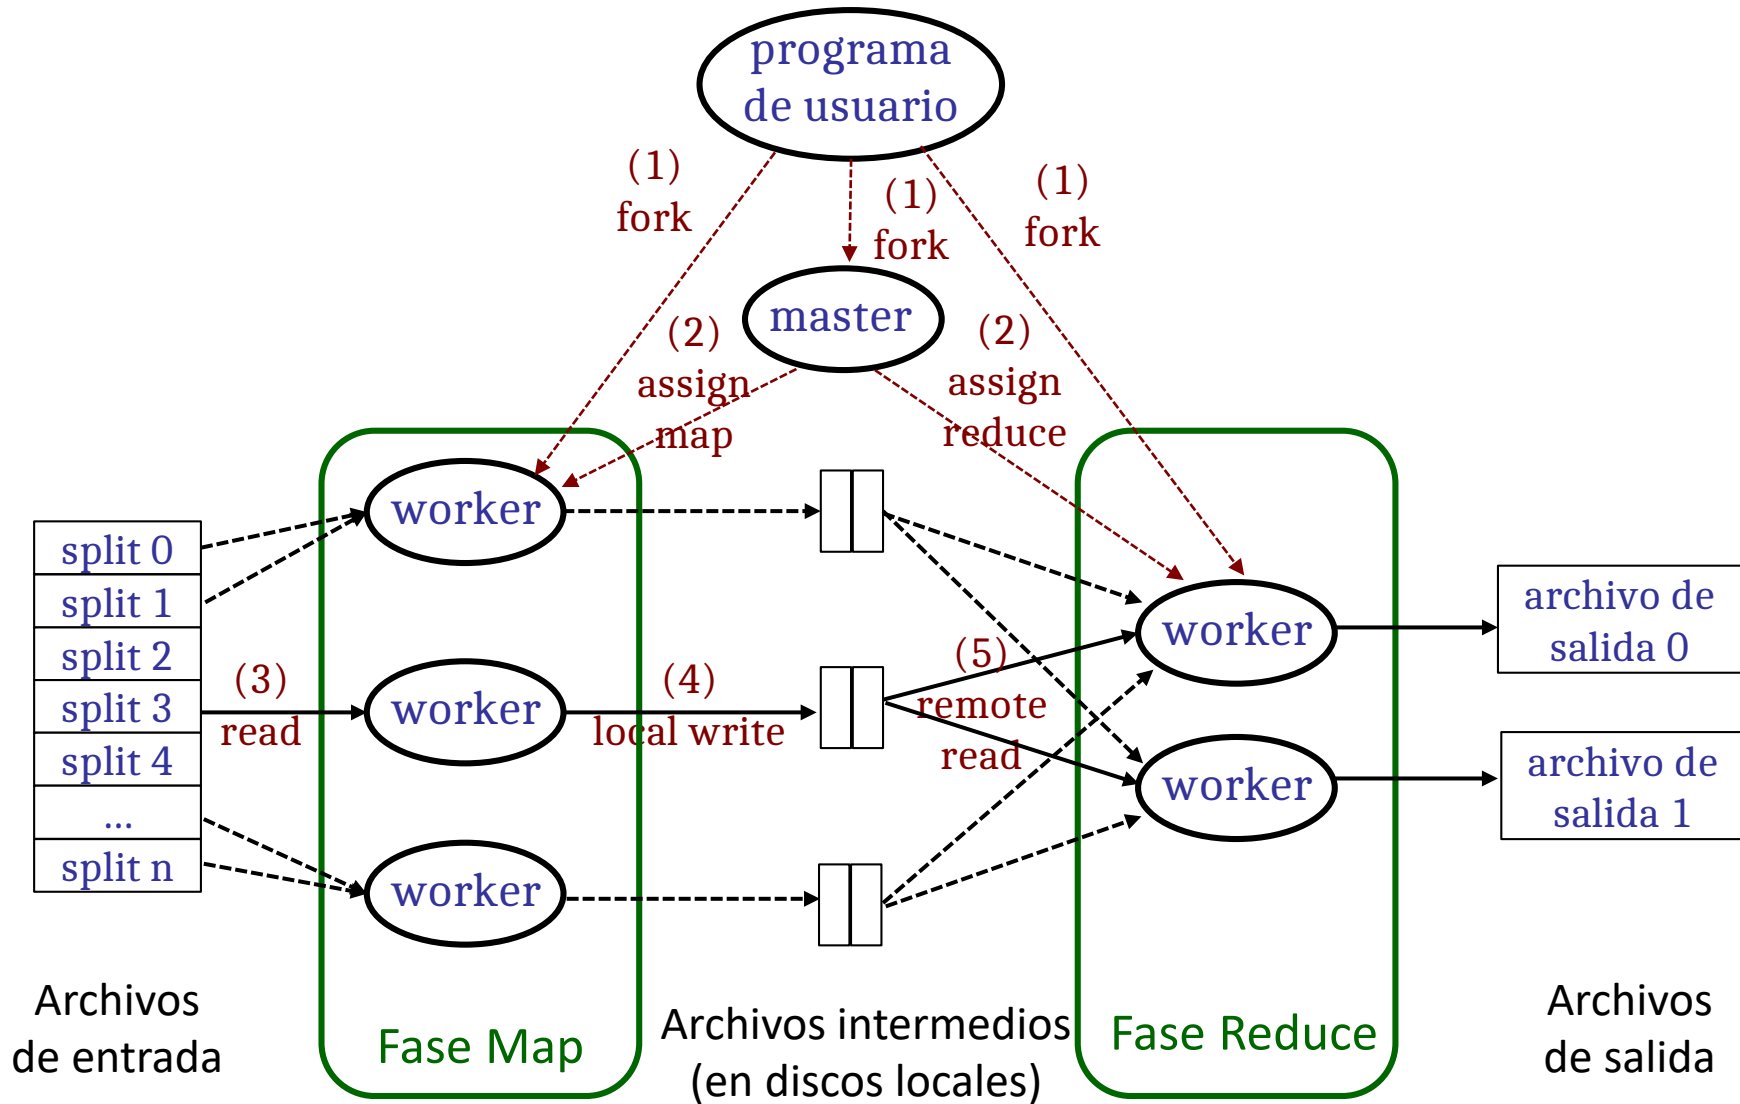 programa
de usuario
(1)
fork
(1)
fork
(1)
fork
master
(2)
assign
map
(2)
assign
reduce
split 0
split 1
split 2
split 3
split 4
...
split n
(3)
read
worker
worker
worker
(4)
local write
(5)
remote
read
worker
worker
archivo de
salida 0
archivo de
salida 1
Archivos
de entrada
Fase Map
Archivos intermedios
(en discos locales)
Fase Reduce
Archivos
de salida